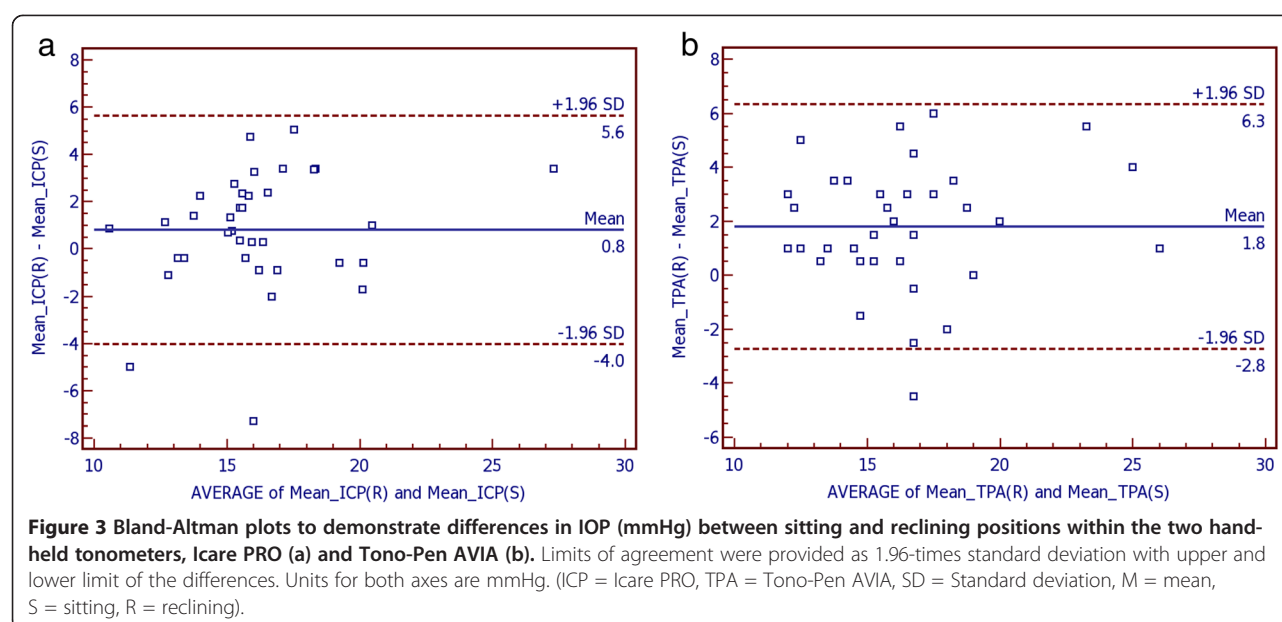 a
8
6
4
2
0
-2
-4
-6
-8
Mean_ICP(R) - Mean_ICP(S)
+1.96 SD
5.6
Mean
0.8
-1.96 SD
-4.0
10 15 20 25 30
AVERAGE of Mean_ICP(R) and Mean_ICP(S)
b
8
6
4
2
0
-2
-4
-6
Mean_TPA(R) - Mean_TPA(S)
+1.96 SD
6.3
Mean
1.8
-1.96 SD
-2.8
10 15 20 25 30
AVERAGE of Mean_TPA(R) and Mean_TPA(S)
Figure 3 Bland-Altman plots to demonstrate differences in IOP (mmHg) between sitting and reclining positions within the two hand-
held tonometers, Icare PRO (a) and Tono-Pen AVIA (b). Limits of agreement were provided as 1.96-times standard deviation with upper and
lower limit of the differences. Units for both axes are mmHg. (ICP = Icare PRO, TPA = Tono-Pen AVIA, SD = Standard deviation, M = mean,
S = sitting, R = reclining).